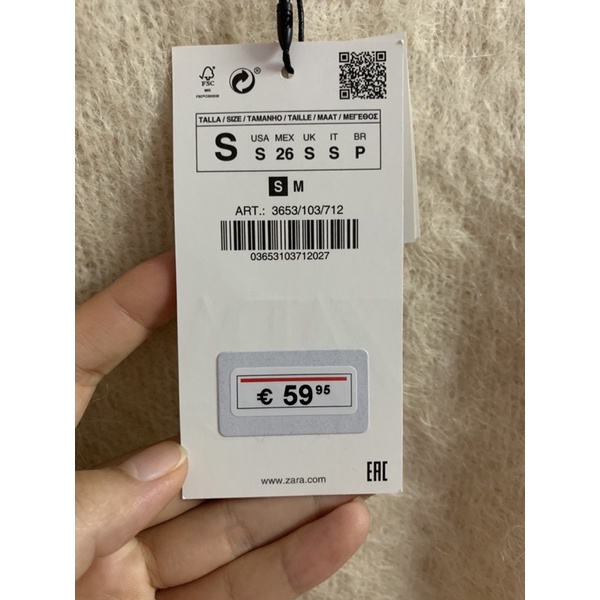 FSC
MIX
TALLA / SIZE / TAMANHO / TAILLE / MAAT / ΜΕΓΕΘΟΣ
S
USA MEX UK IT BR
S 26 S S P
S M
ART.: 3653/103/712
03653103712027
€ 59 95
www.zara.com
EAC